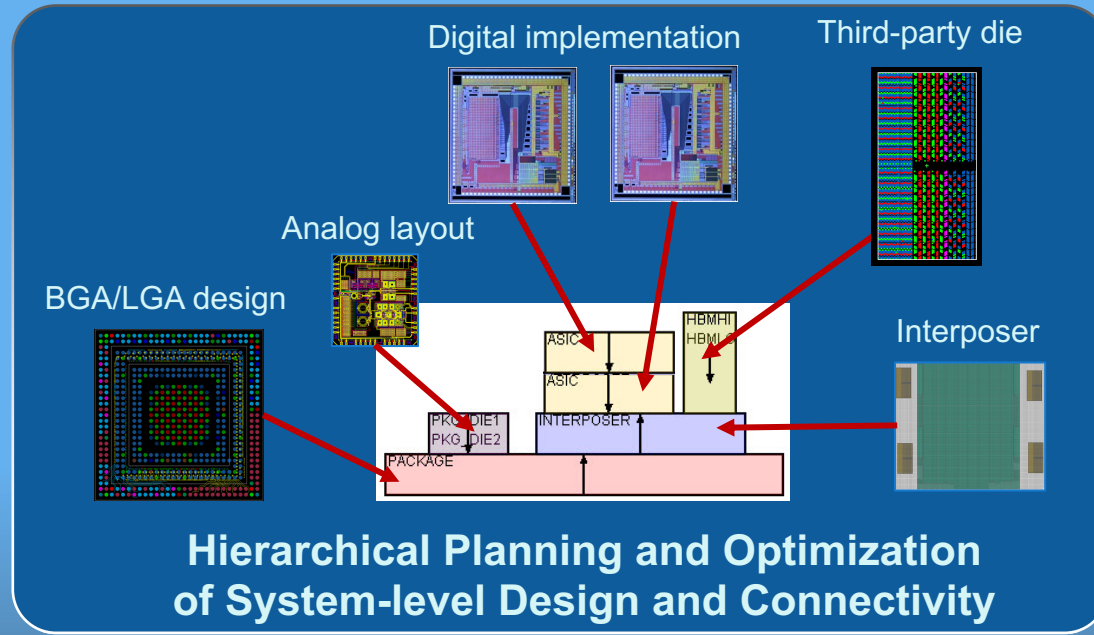 Digital implementation
Third-party die
Analog layout
BGA/LGA design
Interposer
HBMHI
ASIC
ASIC
PKG_DIE1
PKG_DIE2
INTERPOSER
PACKAGE
Hierarchical Planning and Optimization
of System-level Design and Connectivity